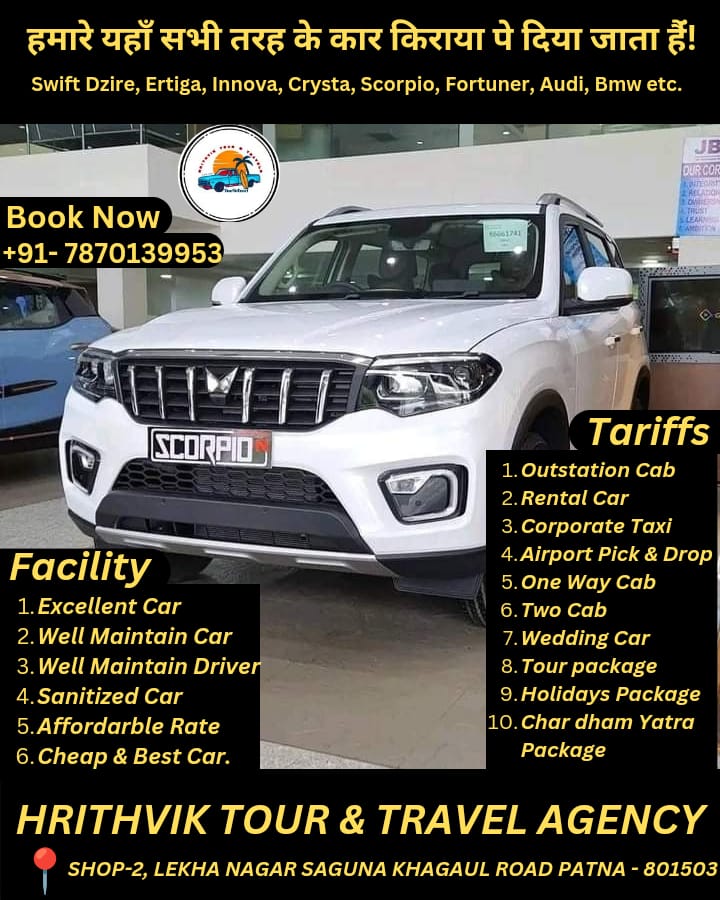 हमारे यहाँ सभी तरह के कार किराया पे दिया जाता हैं!
Swift Dzire, Ertiga, Innova, Crysta, Scorpio, Fortuner, Audi, Bmw etc.
Book Now
+91- 7870139953
JB
OUR COR
SCORPIO N
Tariffs
1. Outstation Cab
2. Rental Car
3. Corporate Taxi
4. Airport Pick & Drop
5. One Way Cab
6. Two Cab
7. Wedding Car
8. Tour package
9. Holidays Package
10. Char dham Yatra
Package
Facility
1. Excellent Car
2. Well Maintain Car
3. Well Maintain Driver
4. Sanitized Car
5. Affordarble Rate
6. Cheap & Best Car.
HRITHVIK TOUR & TRAVEL AGENCY
SHOP-2, LEKHA NAGAR SAGUNA KHAGAUL ROAD PATNA - 801503